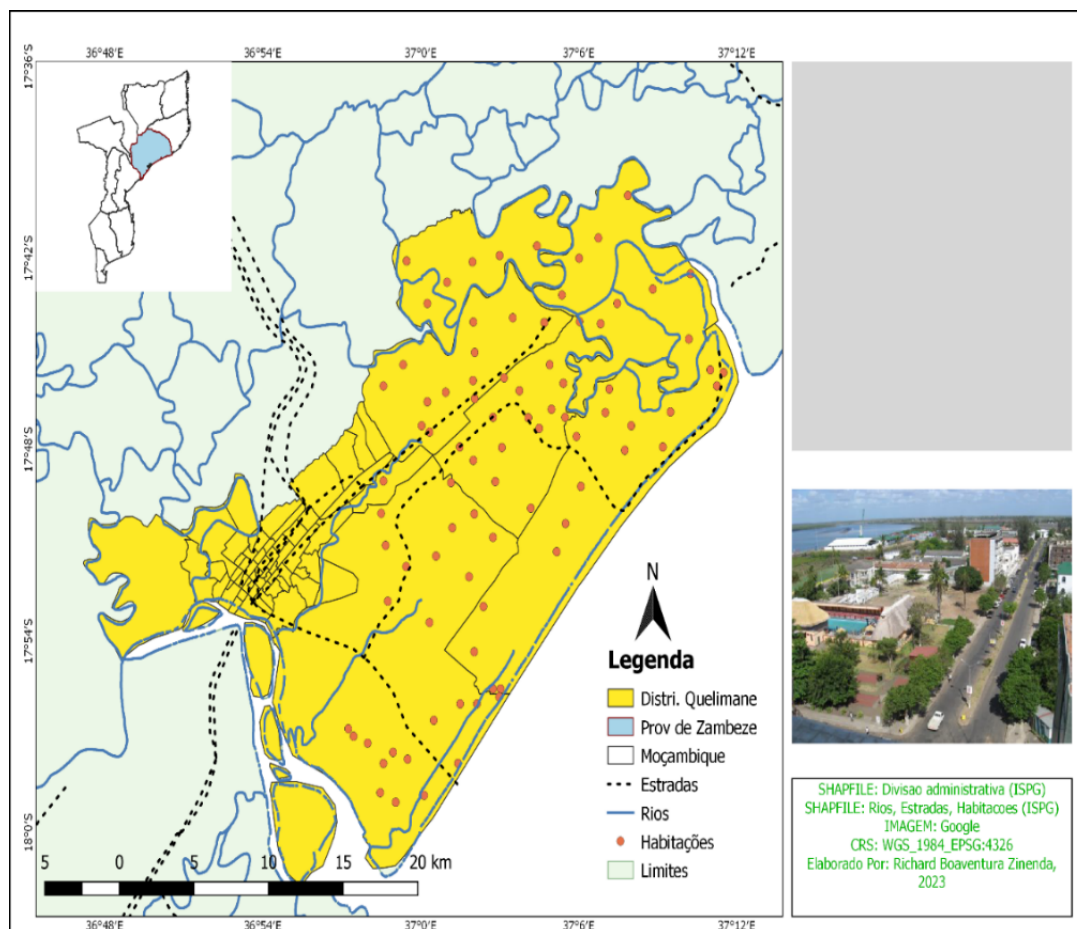 36°48′E 36°54′E 37°0′E 37°6′E 37°12′E
17°36′S
17°42′S
17°48′S
17°54′S
18°0′S
N
Legenda
Distri. Quelimane
Prov de Zambeze
Moçambique
Estradas
Rios
Habitações
Limites
5 0 5 10 15 20 km
36°48′E 36°54′E 37°0′E 37°6′E 37°12′E
SHAPFILE: Divisao administrativa (ISPG)
SHAPFILE: Rios, Estradas, Habitacoes (ISPG)
IMAGEM: Google
CRS: WGS_1984_EPSG:4326
Elaborado Por: Richard Boaventura Zinenda,
2023